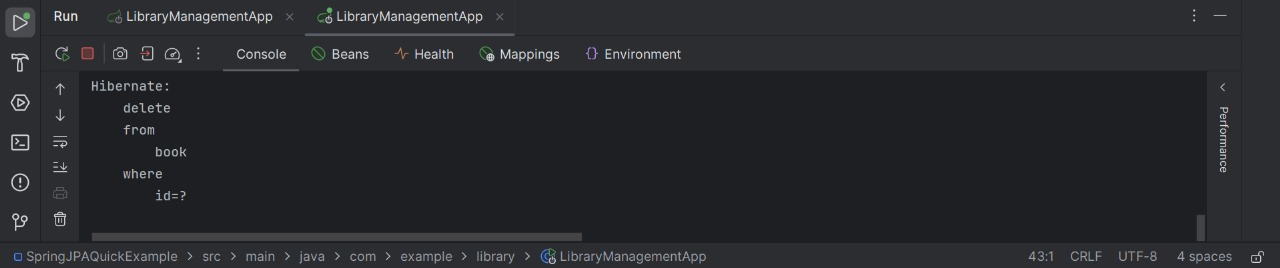 Run LibraryManagementApp LibraryManagementApp
Console Beans Health Mappings Environment
Hibernate:
    delete
    from
        book
    where
        id=?
Performance
SpringJPAQuickExample > src > main > java > com > example > library > LibraryManagementApp 43:1 CRLF UTF-8 4 spaces